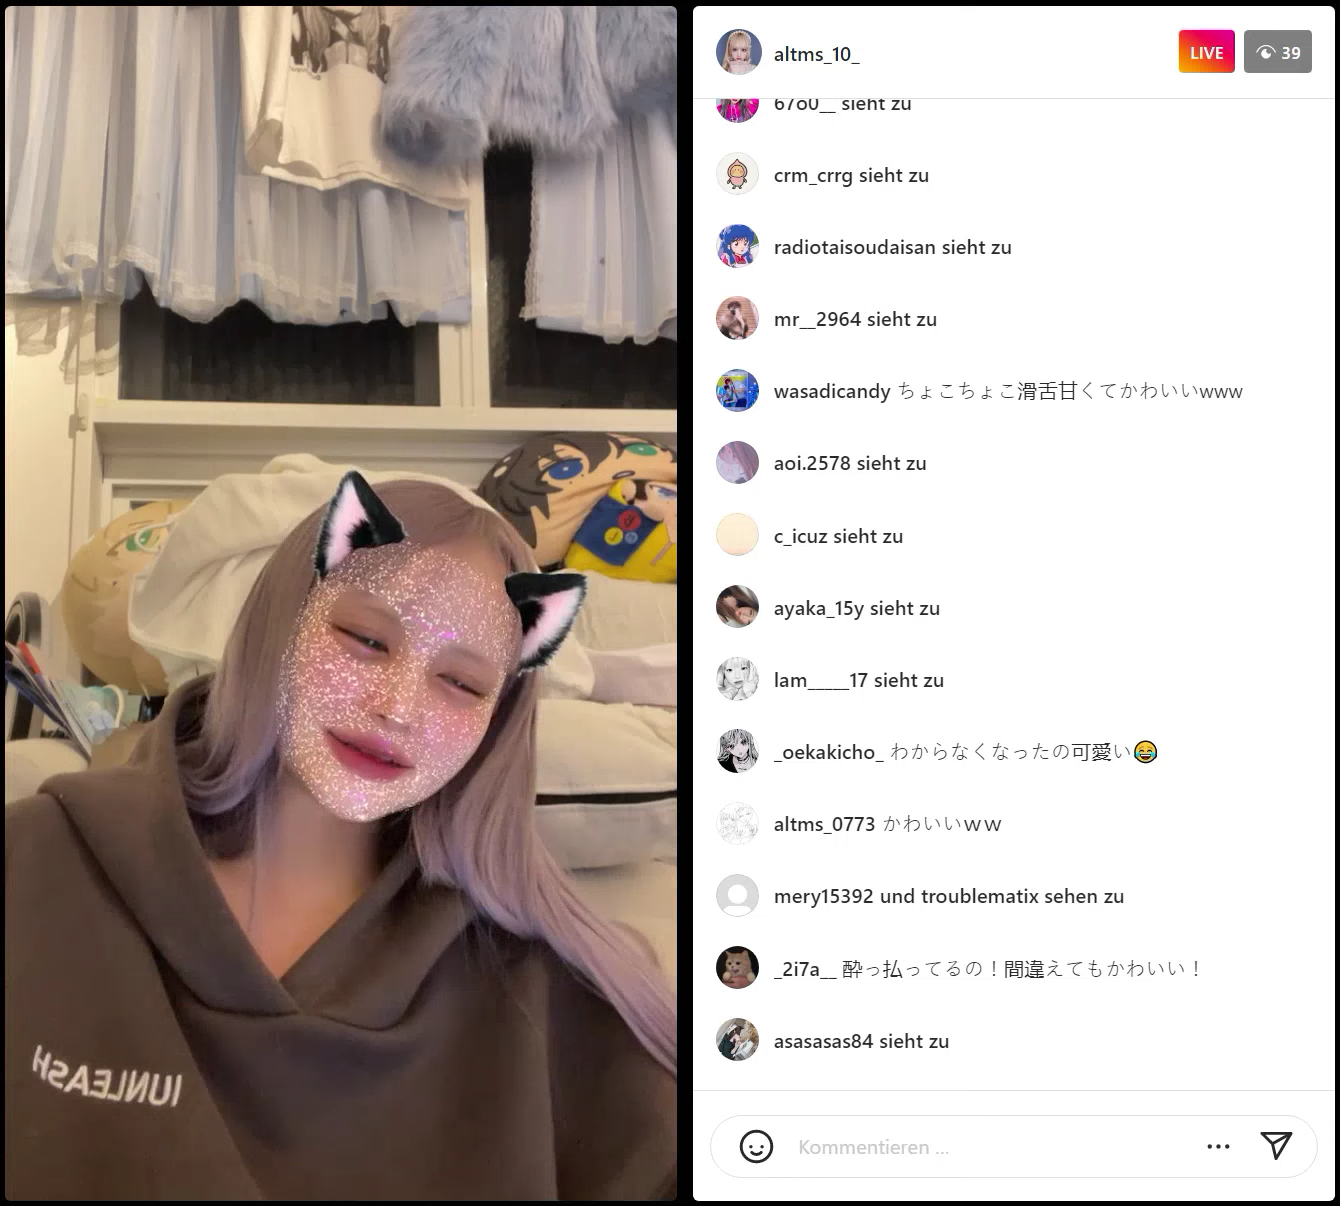 altms_10_
LIVE
39
67o0__ sieht zu
crm_crrg sieht zu
radiotaisoudaisan sieht zu
mr__2964 sieht zu
wasadicandy ちょこちょこ滑舌甘くてかわいいwww
aoi.2578 sieht zu
c_icuz sieht zu
ayaka_15y sieht zu
lam_____17 sieht zu
_oekakicho_ わからなくなったの可愛い😂
altms_0773 かわいいｗｗ
mery15392 und troublematix sehen zu
_2i7a__ 酔っ払ってるの！間違えてもかわいい！
asasasas84 sieht zu
Kommentieren ...
IUNLEASH